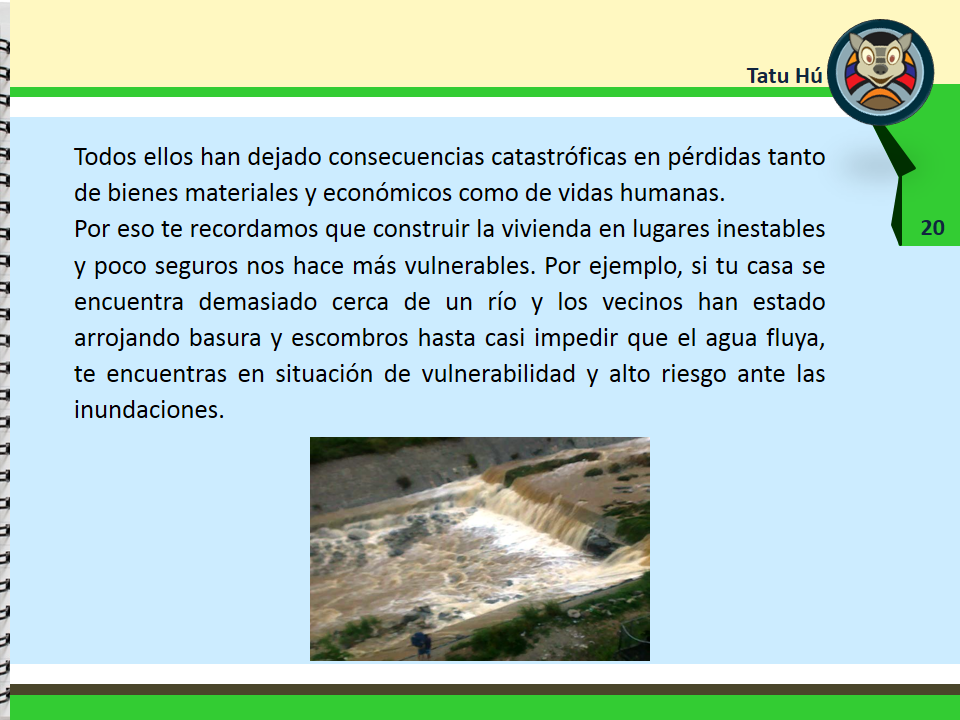 Tatu Hú
Todos ellos han dejado consecuencias catastróficas en pérdidas tanto
de bienes materiales y económicos como de vidas humanas.
Por eso te recordamos que construir la vivienda en lugares inestables
y poco seguros nos hace más vulnerables. Por ejemplo, si tu casa se
encuentra demasiado cerca de un río y los vecinos han estado
arrojando basura y escombros hasta casi impedir que el agua fluya,
te encuentras en situación de vulnerabilidad y alto riesgo ante las
inundaciones.
20